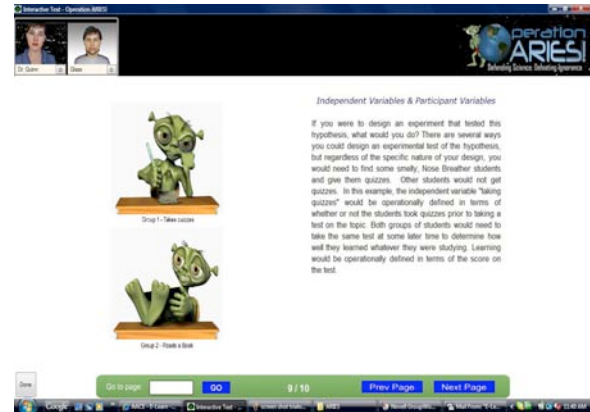 Interactive Text - Operation ARIES!
Operation
ARIES!
Defending Science: Defeating Ignorance
Dr. Quinn
Glass
Independent Variables & Participant Variables
If you were to design an experiment that tested this
hypothesis, what would you do? There are several ways
you could design an experimental test of the hypothesis,
but regardless of the specific nature of your design, you
would need to find some smelly, Nose Breather students
and give them quizzes. Other students would not get
quizzes. In this example, the independent variable "taking
quizzes" would be operationally defined in terms of
whether or not the students took quizzes prior to taking a
test on the topic. Both groups of students would need to
take the same test at some later time to determine how
well they learned whatever they were studying. Learning
would be operationally defined in terms of the score on
the test.
Group 1 - Takes quizzes
Group 2 - Reads a Book
Done
Go to page:
GO
9 / 10
Prev Page
Next Page
Google
AACE - E-Learn -...
Interactive Text - ...
ARIES
11:40 AM